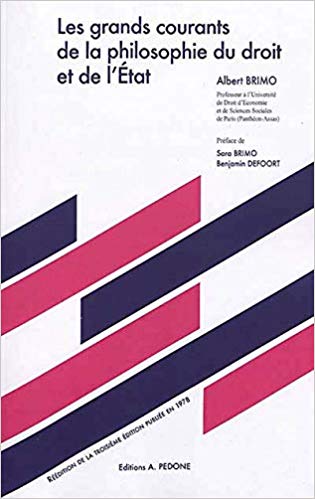 Les grands courants
de la philosophie du droit
et de l'État
Albert BRIMO
Professeur à l'Université
de Droit d'Economie
et de Sciences Sociales
de Paris (Panthéon-Assas)
Préface de
Sara BRIMO
Benjamin DEFOORT
RÉÉDITION DE LA TROISIÈME ÉDITION PUBLIÉE EN 1978
Editions A. PEDONE